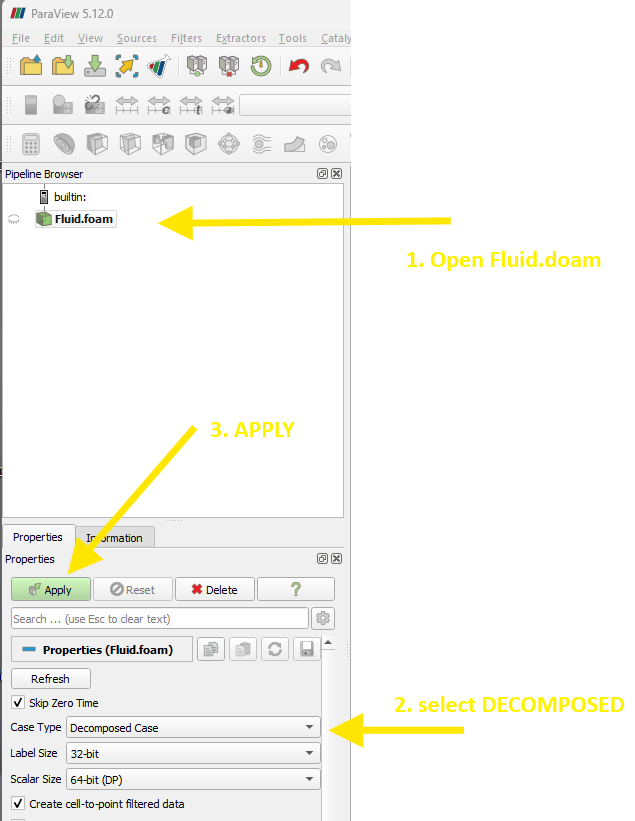 ParaView 5.12.0
File Edit View Sources Filters Extractors Tools Cataly
Pipeline Browser
builtin:
Fluid.foam
1. Open Fluid.doam
3. APPLY
Properties Information
Properties
Apply Reset Delete ?
Search ... (use Esc to clear text)
Properties (Fluid.foam)
Refresh
Skip Zero Time
2. select DECOMPOSED
Case Type Decomposed Case
Label Size 32-bit
Scalar Size 64-bit (DP)
Create cell-to-point filtered data